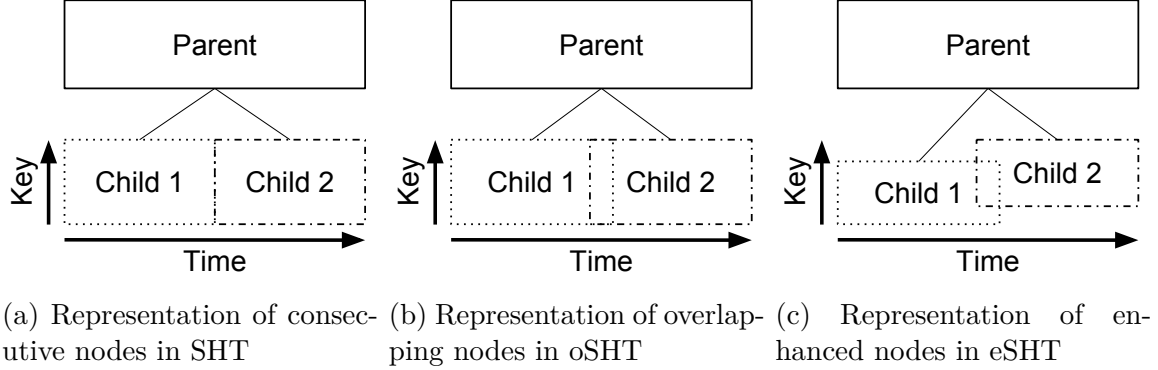 Parent
Child 1
Child 2
Key
Time
(a) Representation of consec-
utive nodes in SHT
Parent
Child 1
Child 2
Key
Time
(b) Representation of overlap-
ping nodes in oSHT
Parent
Child 1
Child 2
Key
Time
(c) Representation of en-
hanced nodes in eSHT